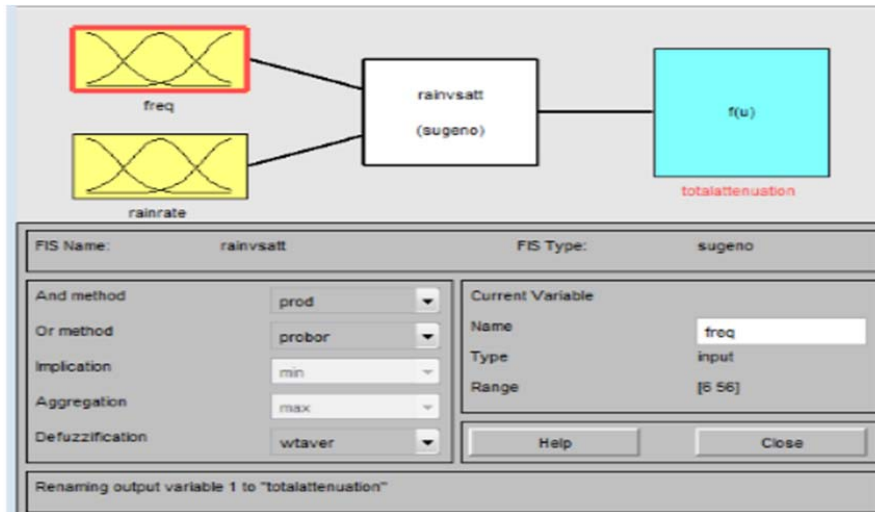 freq
rainrate
rainvsatt
(sugeno)
f(u)
totalattenuation
FIS Name: rainvsatt FIS Type: sugeno
And method prod
Or method probor
Implication min
Aggregation max
Defuzzification wtaver
Current Variable
Name freq
Type input
Range [6 56]
Help Close
Renaming output variable 1 to "totalattenuation"